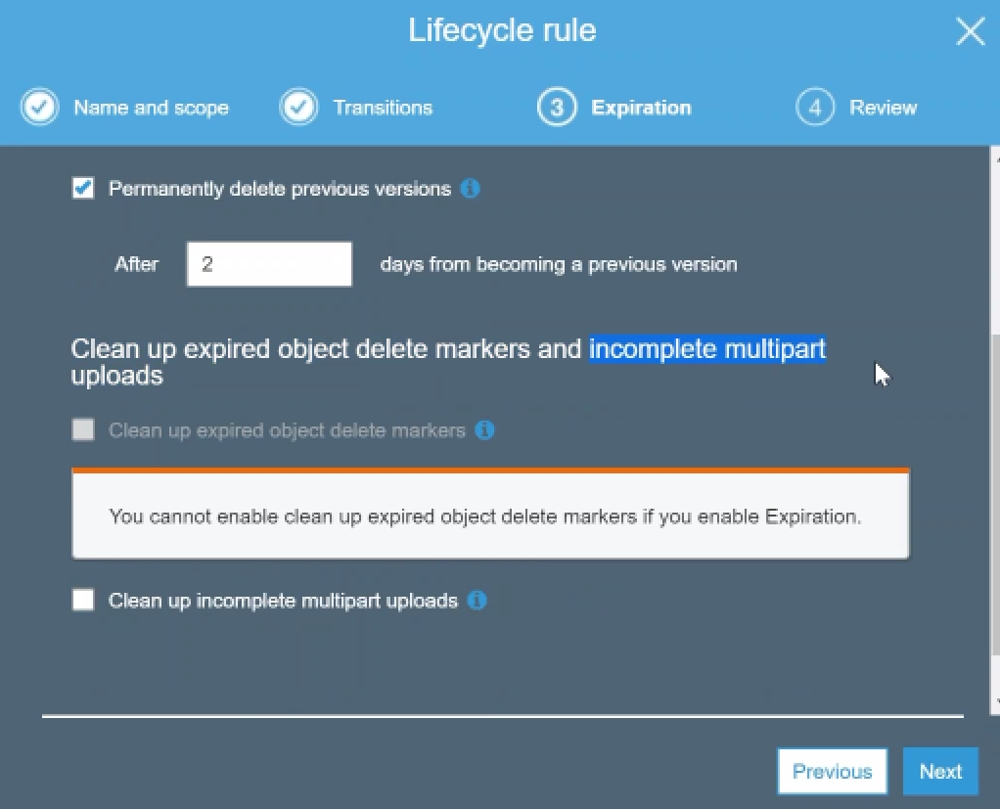 Lifecycle rule
Name and scope
Transitions
3 Expiration
4 Review
Permanently delete previous versions
After 2 days from becoming a previous version
Clean up expired object delete markers and incomplete multipart
uploads
Clean up expired object delete markers
You cannot enable clean up expired object delete markers if you enable Expiration.
Clean up incomplete multipart uploads
Previous Next